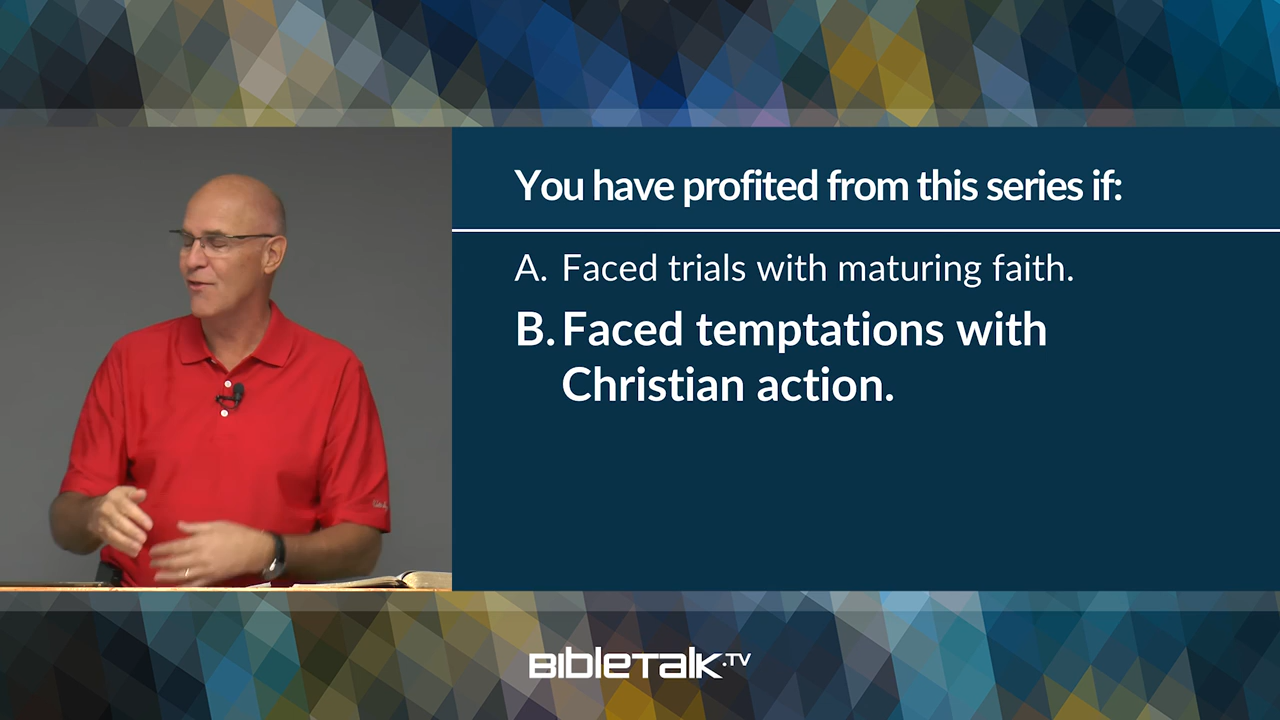 You have profited from this series if:
A. Faced trials with maturing faith.
B. Faced temptations with
Christian action.
BIBLETALK.TV